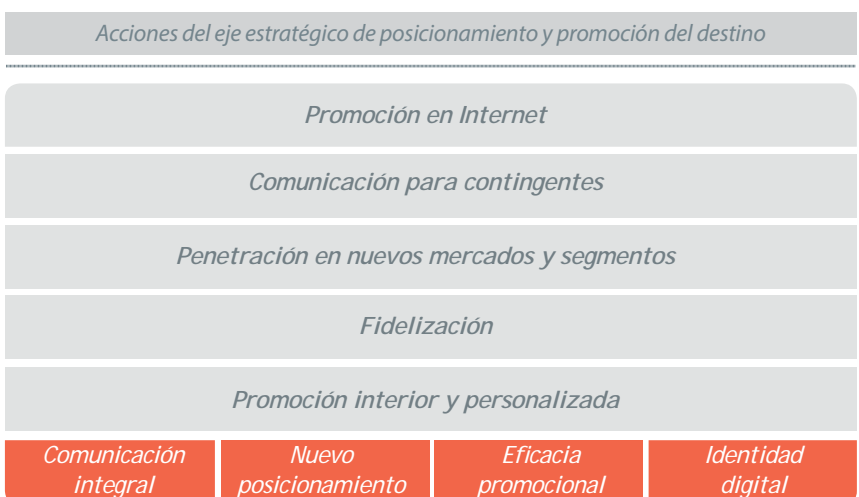 Acciones del eje estratégico de posicionamiento y promoción del destino
Promoción en Internet
Comunicación para contingentes
Penetración en nuevos mercados y segmentos
Fidelización
Promoción interior y personalizada
Comunicación
integral
Nuevo
posicionamiento
Eficacia
promocional
Identidad
digital